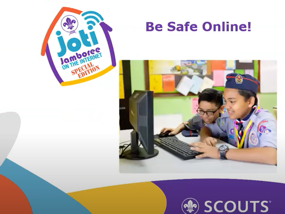 Be Safe Online!
joti
Jamboree
ON THE INTERNET
SPECIAL
EDITION
SCOUTS